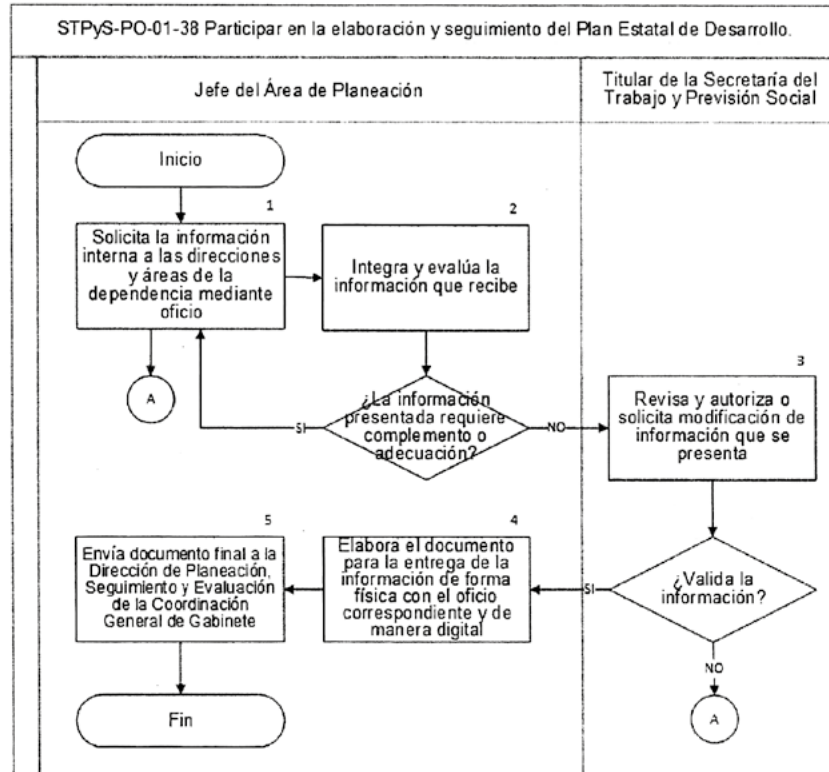 STPyS-PO-01-38 Participar en la elaboración y seguimiento del Plan Estatal de Desarrollo.
Jefe del Área de Planeación
Titular de la Secretaría del
Trabajo y Previsión Social
Inicio
1
Solicita la información
interna a las direcciones
y áreas de la
dependencia mediante
oficio
2
Integra y evalúa la
información que recibe
A
¿La información
presentada requiere
complemento o
adecuación?
SI
NO
3
Revisa y autoriza o
solicita modificación de
información que se
presenta
¿Valida la
información?
SI
NO
A
4
Elabora el documento
para la entrega de la
información de forma
física con el oficio
correspondiente y de
manera digital
5
Envía documento final a la
Dirección de Planeación,
Seguimiento y Evaluación
de la Coordinación
General de Gabinete
Fin